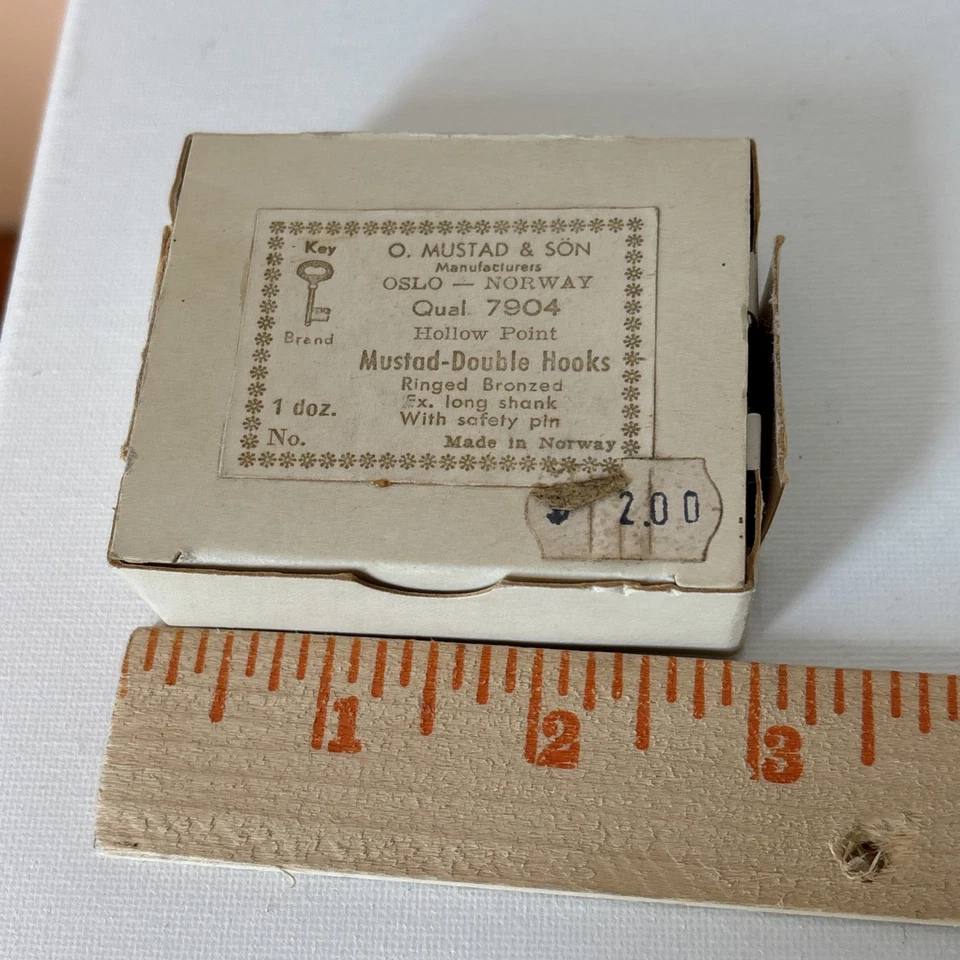 Key
Brand
O. MUSTAD & SÖN
Manufacturers
OSLO — NORWAY
Qual. 7904
Hollow Point
Mustad-Double Hooks
Ringed Bronzed
Ex. long shank
With safety pin
1 doz.
No.
Made in Norway
2.00
1 2 3